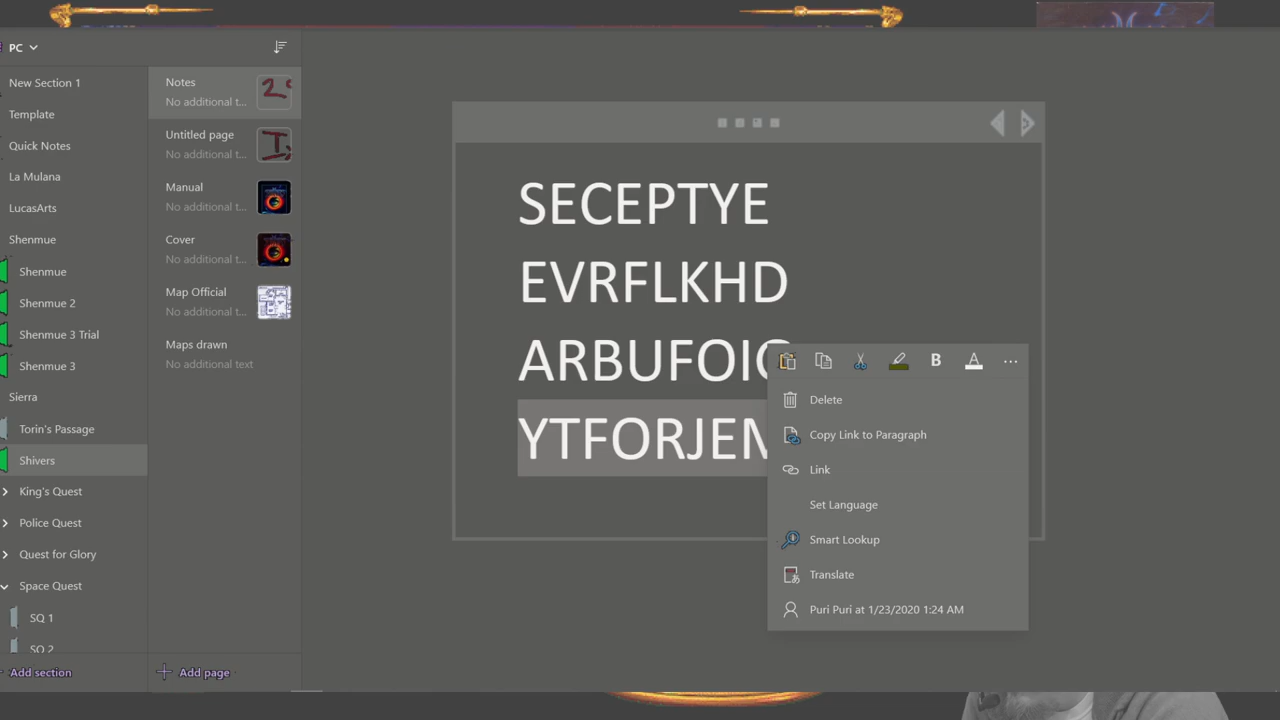 PC
New Section 1
Template
Quick Notes
La Mulana
LucasArts
Shenmue
Shenmue
Shenmue 2
Shenmue 3 Trial
Shenmue 3
Sierra
Torin's Passage
Shivers
King's Quest
Police Quest
Quest for Glory
Space Quest
SQ 1
SQ 2
Add section
Notes
No additional t...
Untitled page
No additional t...
Manual
No additional t...
Cover
No additional t...
Map Official
No additional t...
Maps drawn
No additional text
Add page
SECEPTYE
EVRFLKHD
ARBUFOI
YTFORJEM
B A ...
Delete
Copy Link to Paragraph
Link
Set Language
Smart Lookup
Translate
Puri Puri at 1/23/2020 1:24 AM